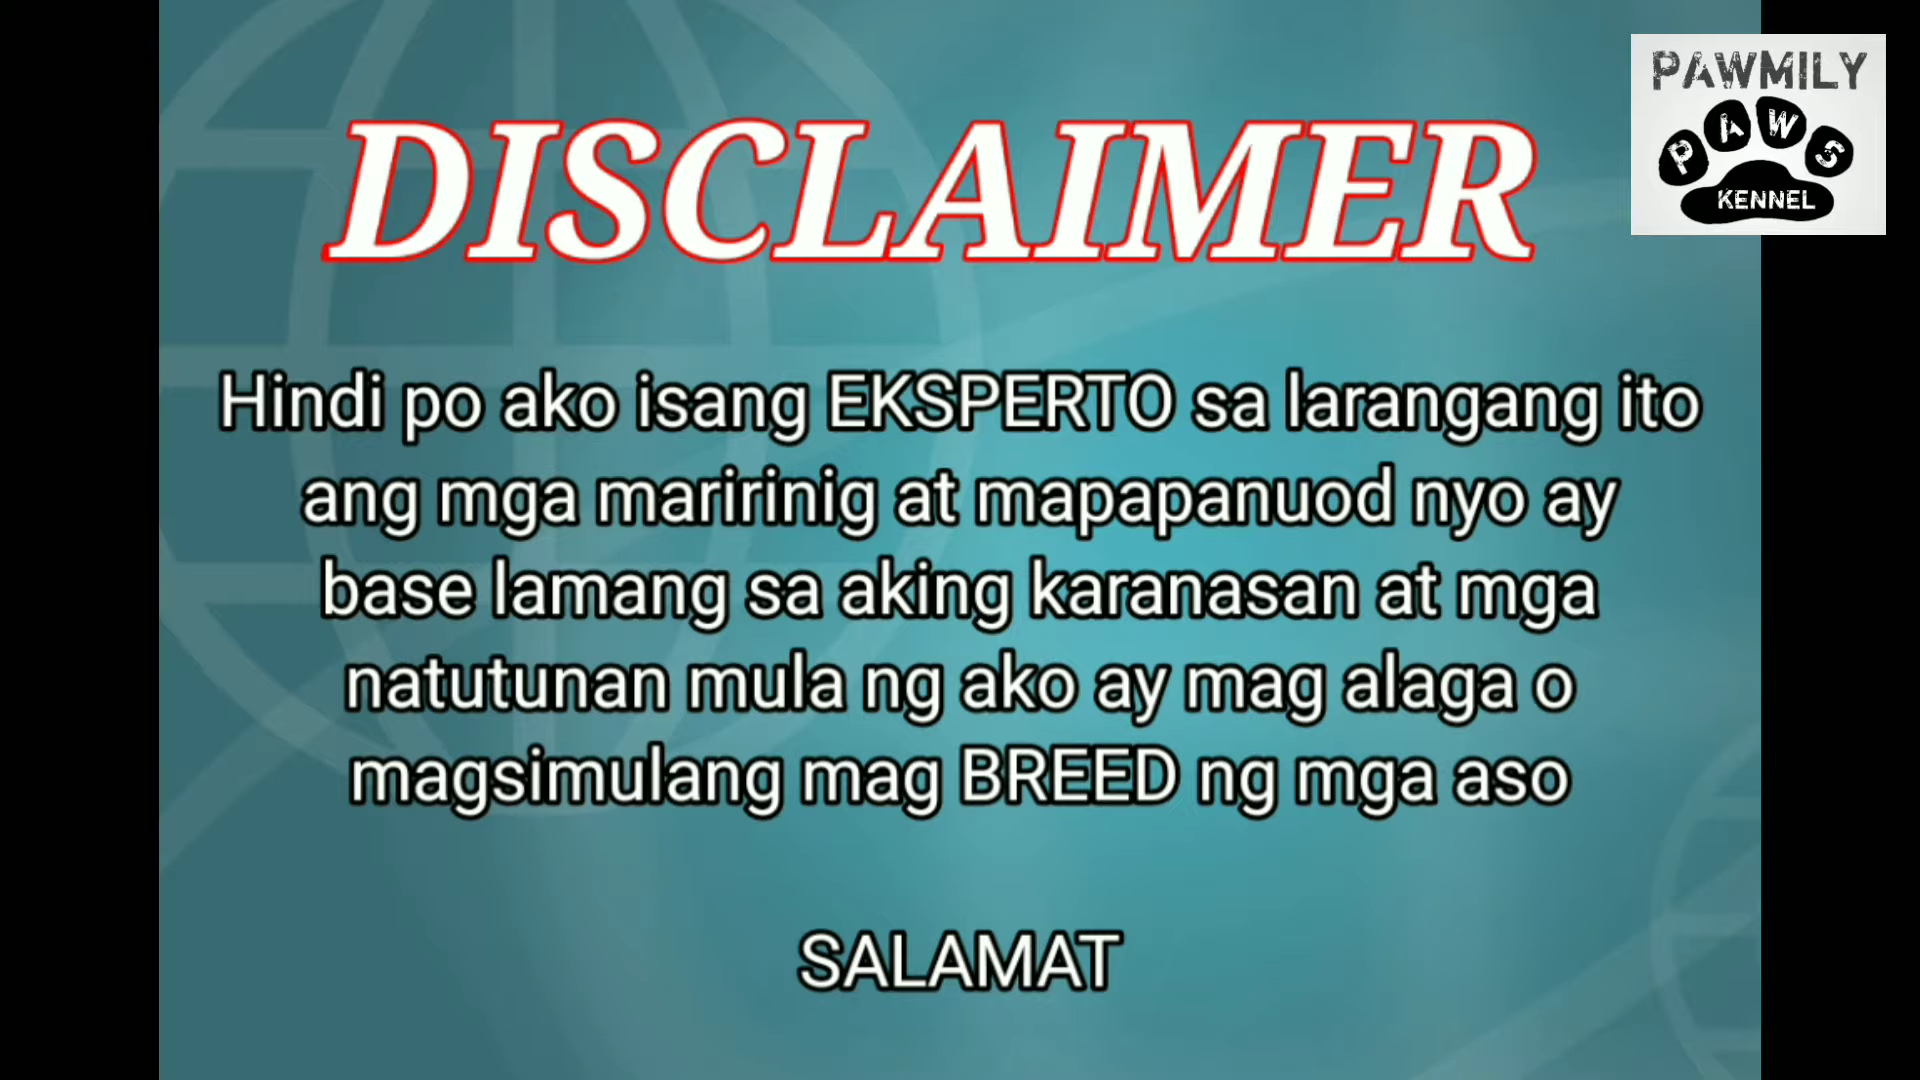 DISCLAIMER
Hindi po ako isang EKSPERTO sa larangang ito
ang mga maririnig at mapapanuod nyo ay
base lamang sa aking karanasan at mga
natutunan mula ng ako ay mag alaga o
magsimulang mag BREED ng mga aso
SALAMAT
PAWMILY
PAWS
KENNEL